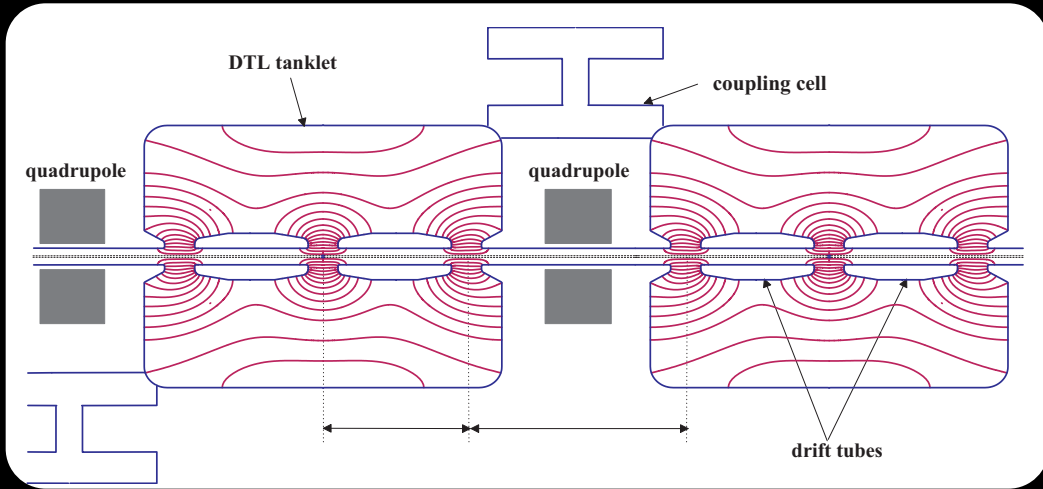 DTL tanklet
coupling cell
quadrupole
quadrupole
drift tubes